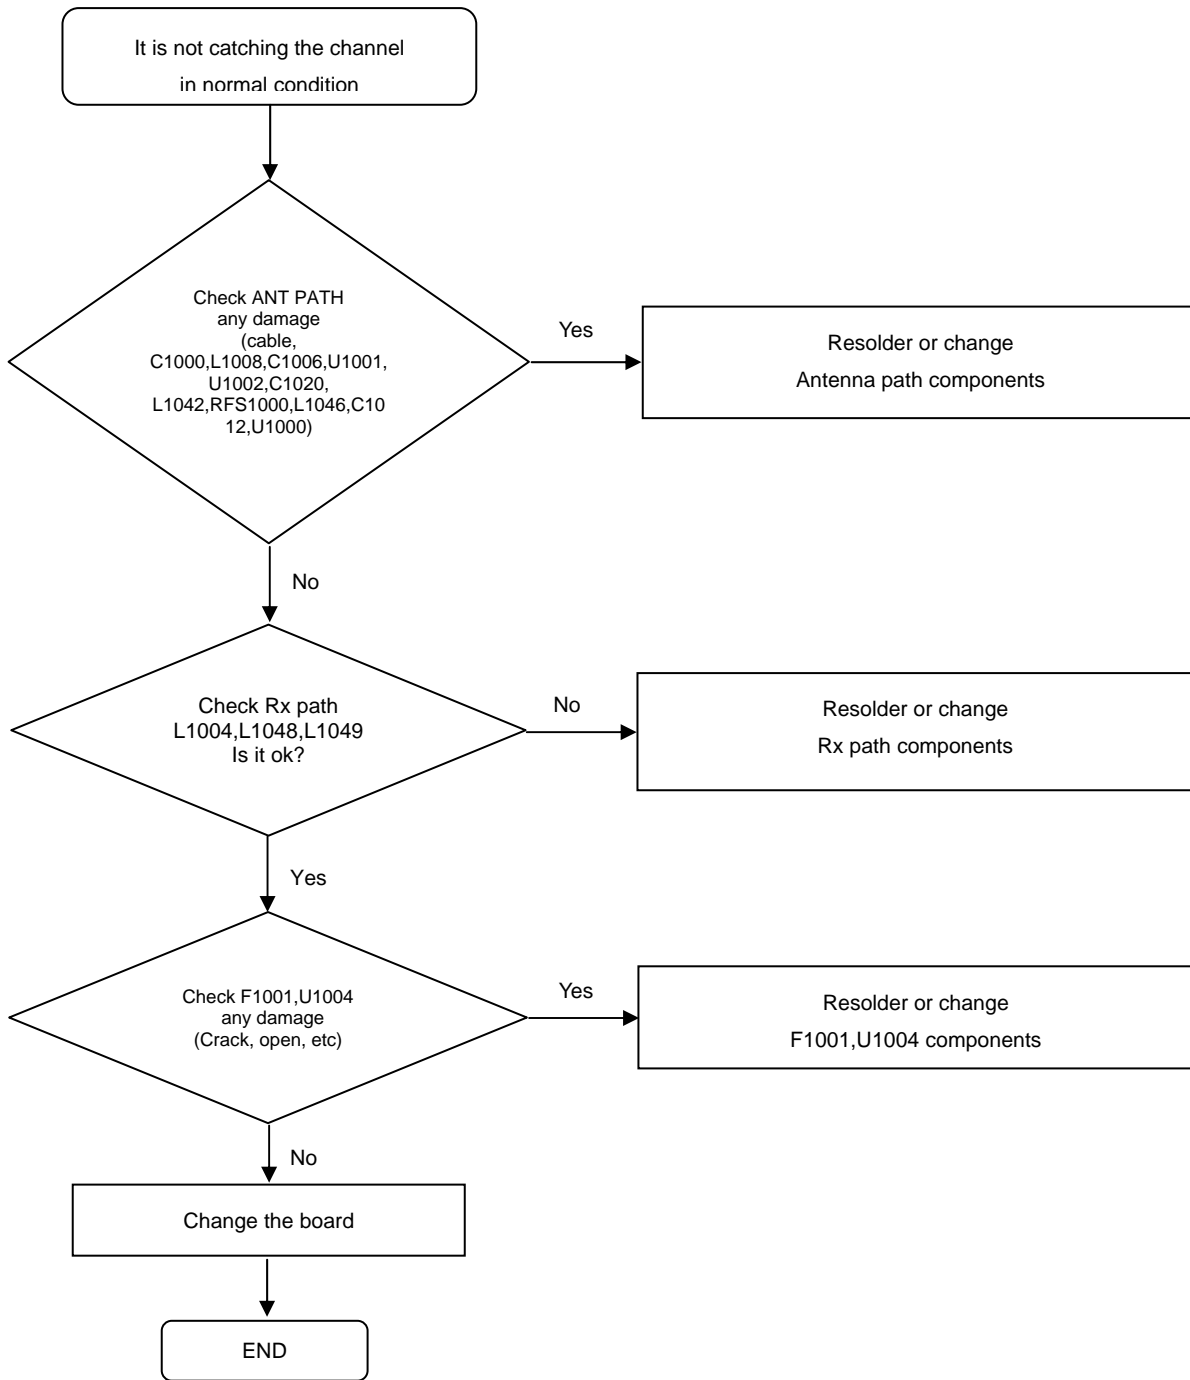 It is not catching the channel
in normal condition
Check ANT PATH
any damage
(cable,
C1000,L1008,C1006,U1001,
U1002,C1020,
L1042,RFS1000,L1046,C10
12,U1000)
Yes
Resolder or change
Antenna path components
No
Check Rx path
L1004,L1048,L1049
Is it ok?
No
Resolder or change
Rx path components
Yes
Check F1001,U1004
any damage
(Crack, open, etc)
Yes
Resolder or change
F1001,U1004 components
No
Change the board
END